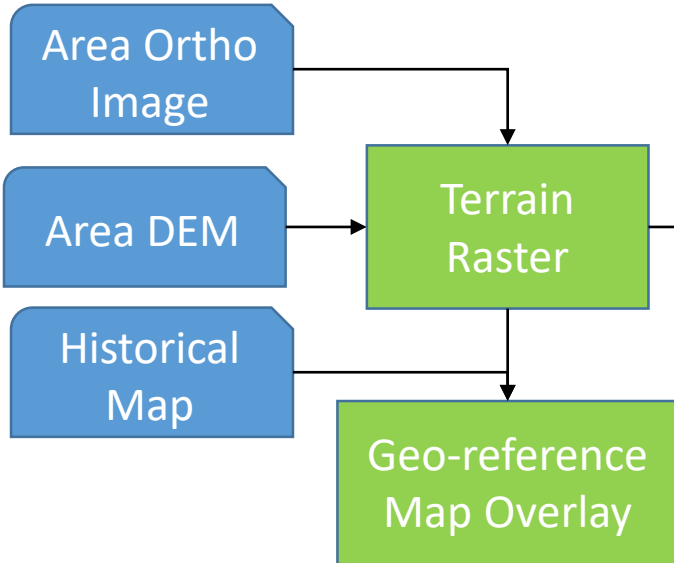 Area Ortho
Image
Area DEM
Terrain
Raster
Historical
Map
Geo-reference
Map Overlay